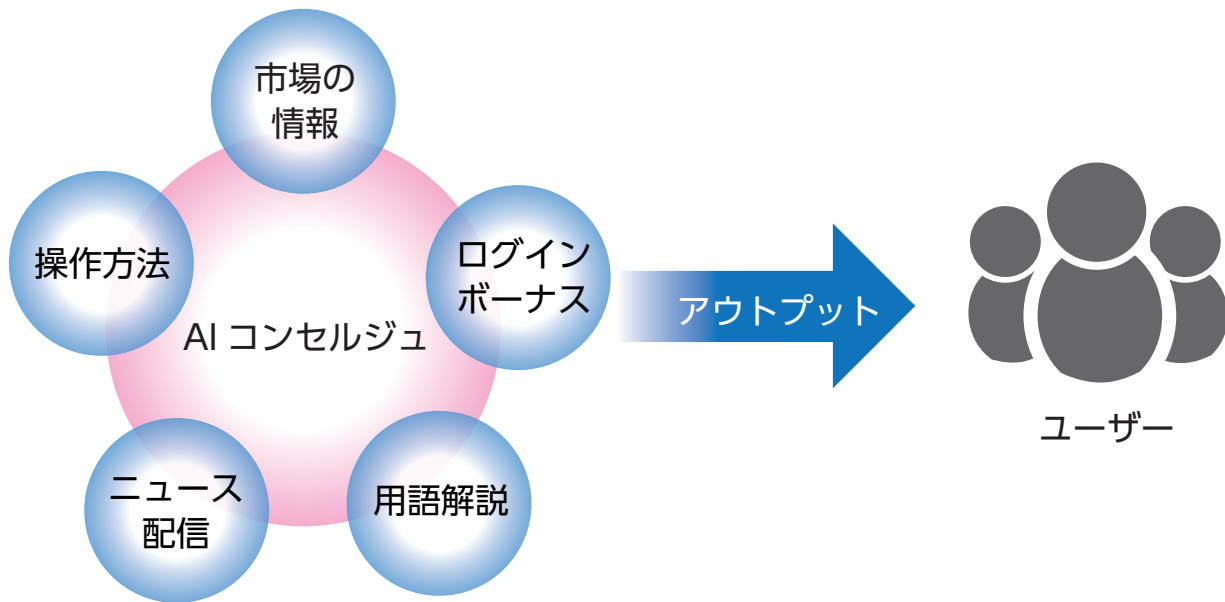 市場の
情報
操作方法
ログイン
ボーナス
AI コンセルジュ
アウトプット
ニュース
配信
用語解説
ユーザー